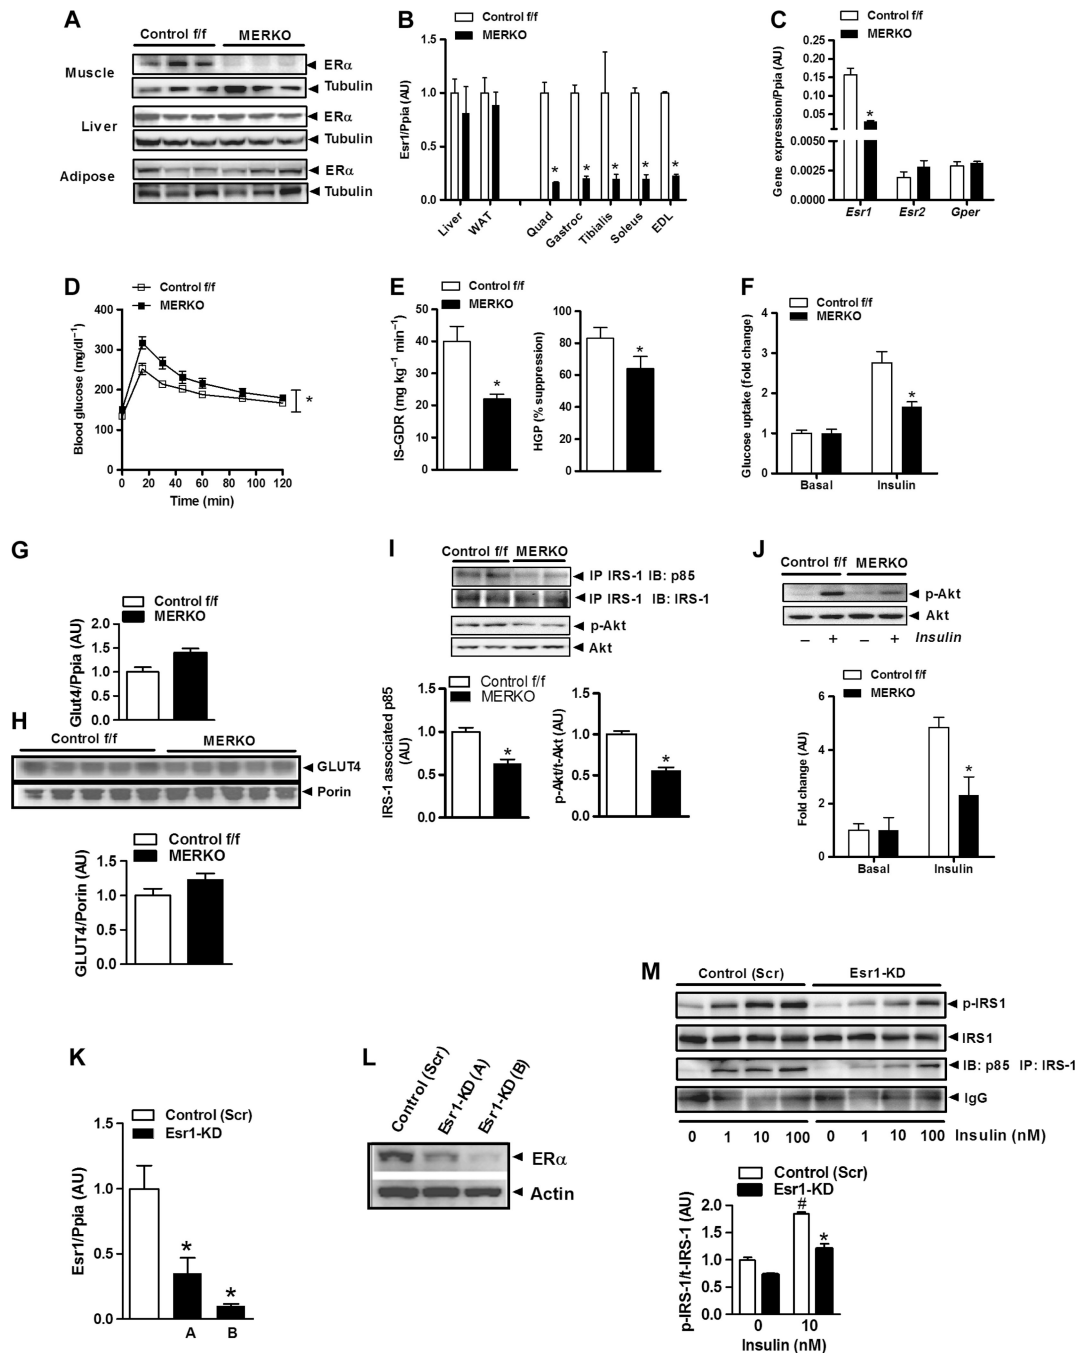 A
Control f/f MERKO
Muscle
ERα
Tubulin
Liver
ERα
Tubulin
Adipose
ERα
Tubulin
B
Control f/f
MERKO
Esr1/Ppia (AU)
1.5
1.0
0.5
0.0
* * * * *
Liver WAT Quad Gastroc Tibialis Soleus EDL
C
Control f/f
MERKO
Gene expression/Ppia (AU)
0.20
0.15
0.10
0.05
0.0050
0.0025
0.0000
*
Esr1 Esr2 Gper
D
Control f/f
MERKO
Blood glucose (mg/dl⁻¹)
400
300
200
100
0
*
0 20 40 60 80 100 120
Time (min)
E
Control f/f
MERKO
IS-GDR (mg kg⁻¹ min⁻¹)
50
40
30
20
10
0
*
HGP (% suppression)
100
80
60
40
20
0
*
F
Control f/f
MERKO
Glucose uptake (fold change)
4
3
2
1
0
*
Basal Insulin
G
Control f/f
MERKO
Glut4/Ppia (AU)
2.0
1.5
1.0
0.5
0.0
H
Control f/f MERKO
GLUT4
Porin
Control f/f
MERKO
GLUT4/Porin (AU)
1.5
1.0
0.5
0.0
I
Control f/f MERKO
IP IRS-1 IB: p85
IP IRS-1 IB: IRS-1
p-Akt
Akt
Control f/f
MERKO
IRS-1 associated p85
(AU)
1.5
1.0
0.5
0.0
*
p-Akt/t-Akt (AU)
1.5
1.0
0.5
0.0
*
J
Control f/f MERKO
p-Akt
Akt
– + – + Insulin
Control f/f
MERKO
Fold change (AU)
6
4
2
0
*
Basal Insulin
K
Control (Scr)
Esr1-KD
Esr1/Ppia (AU)
1.5
1.0
0.5
0.0
* *
A B
L
Control (Scr)
Esr1-KD (A)
Esr1-KD (B)
ERα
Actin
M
Control (Scr) Esr1-KD
p-IRS1
IRS1
IB: p85 IP: IRS-1
IgG
0 1 10 100 0 1 10 100 Insulin (nM)
Control (Scr)
Esr1-KD
p-IRS-1/t-IRS-1 (AU)
2.0
1.5
1.0
0.5
0.0
#
*
0 10
Insulin (nM)